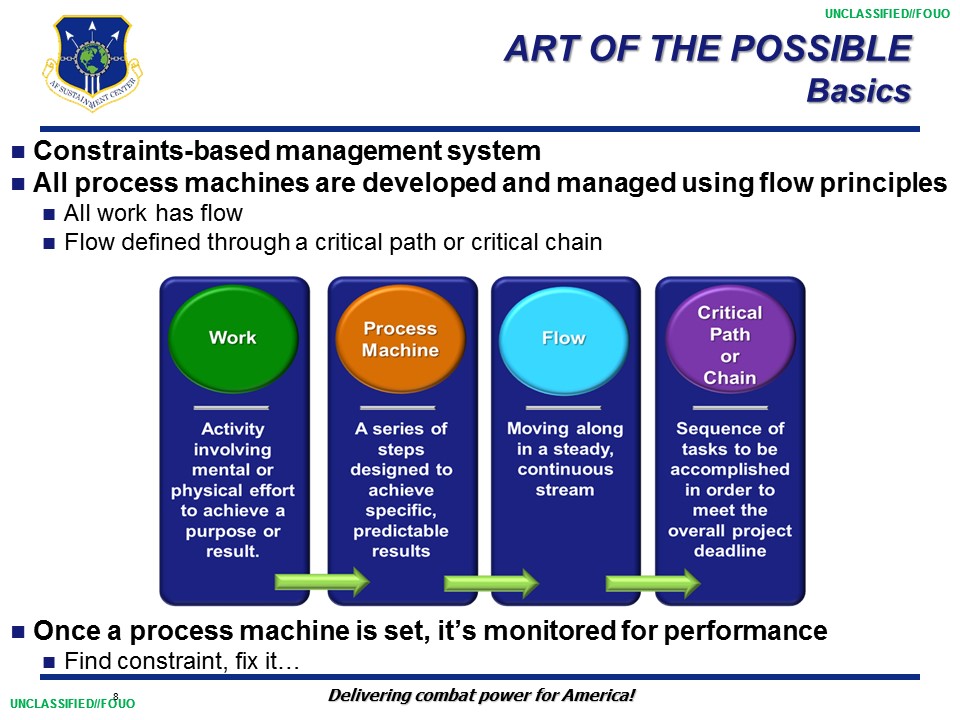 UNCLASSIFIED//FOUO
ART OF THE POSSIBLE
Basics
AF SUSTAINMENT CENTER
Constraints-based management system
All process machines are developed and managed using flow principles
All work has flow
Flow defined through a critical path or critical chain
Work
Activity
involving
mental or
physical effort
to achieve a
purpose or
result.
Process
Machine
A series of
steps
designed to
achieve
specific,
predictable
results
Flow
Moving along
in a steady,
continuous
stream
Critical
Path
or
Chain
Sequence of
tasks to be
accomplished
in order to
meet the
overall project
deadline
Once a process machine is set, it’s monitored for performance
Find constraint, fix it…
8
Delivering combat power for America!
UNCLASSIFIED//FOUO